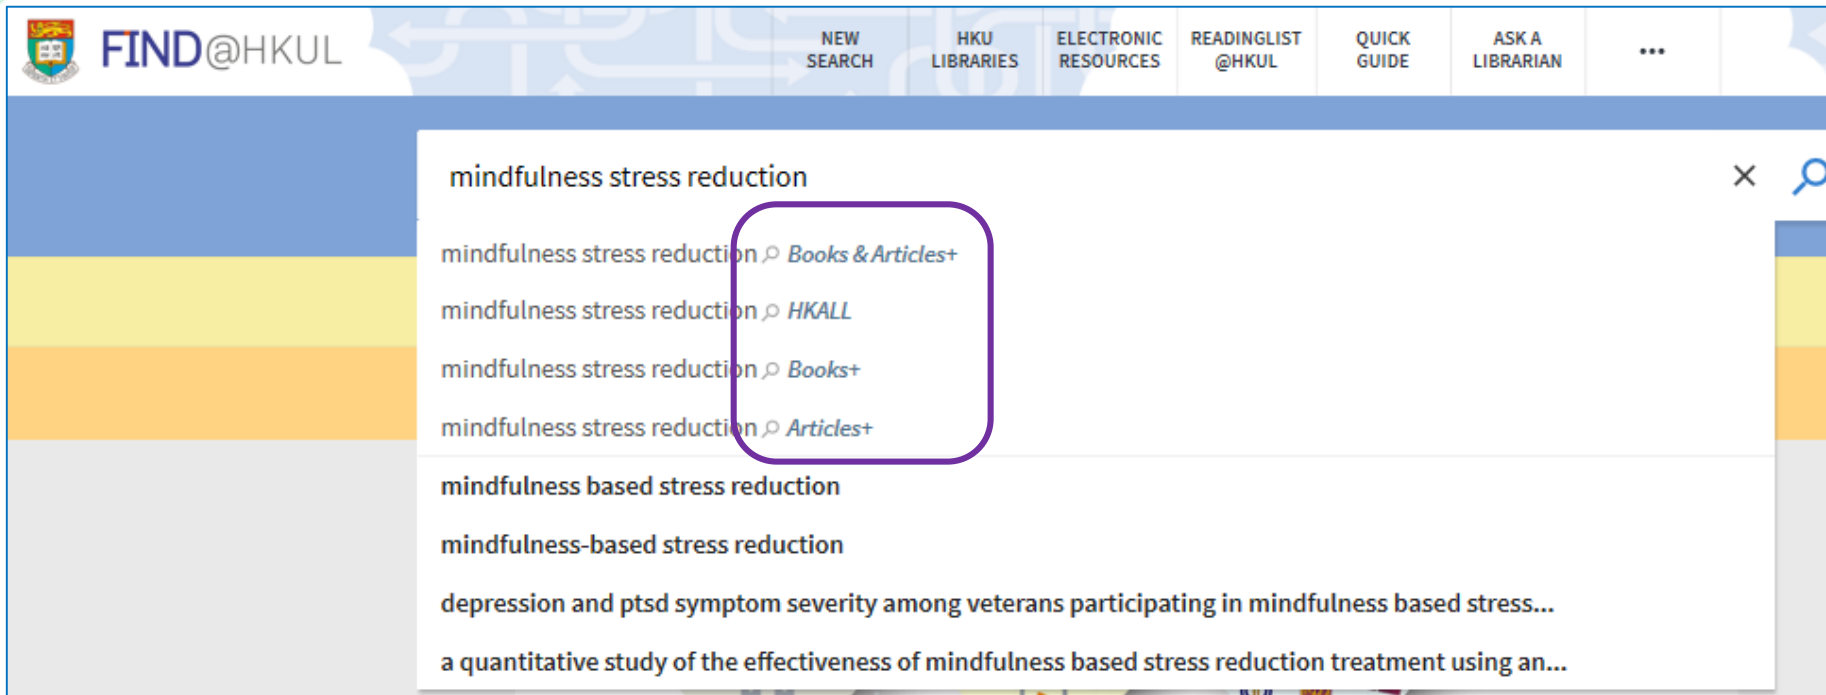 FIND@HKUL
NEW SEARCH
HKU LIBRARIES
ELECTRONIC RESOURCES
READINGLIST @HKUL
QUICK GUIDE
ASK A LIBRARIAN
•••
mindfulness stress reduction
mindfulness stress reduction Books & Articles+
mindfulness stress reduction HKALL
mindfulness stress reduction Books+
mindfulness stress reduction Articles+
mindfulness based stress reduction
mindfulness-based stress reduction
depression and ptsd symptom severity among veterans participating in mindfulness based stress...
a quantitative study of the effectiveness of mindfulness based stress reduction treatment using an...